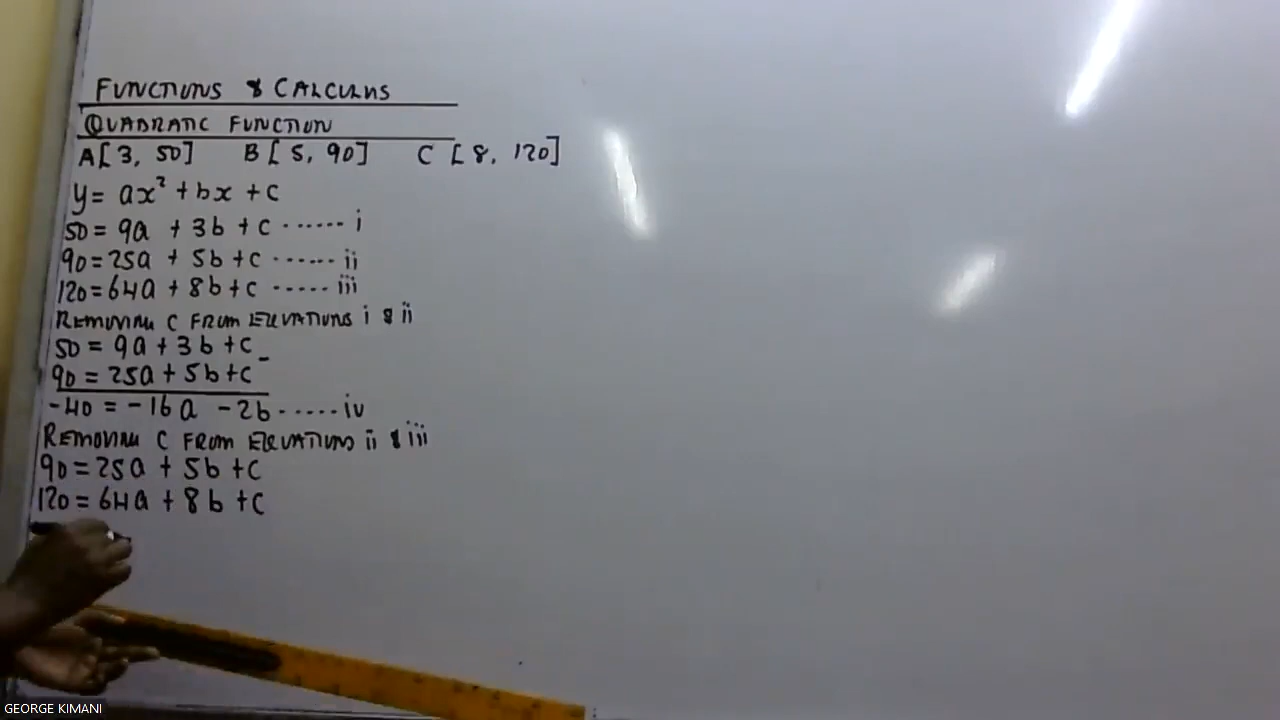 FUNCTIONS & CALCULUS
QUADRATIC FUNCTION
A[3, 50] B[5, 90] C[8, 120]
y = ax² + bx + c
50 = 9a + 3b + c ...... i
90 = 25a + 5b + c ...... ii
120 = 64a + 8b + c ..... iii
REMOVING C FROM EQUATIONS i & ii
50 = 9a + 3b + c -
90 = 25a + 5b + c
-40 = -16a - 2b ...... iv
REMOVING C FROM EQUATIONS ii & iii
90 = 25a + 5b + c
120 = 64a + 8b + c
GEORGE KIMANI